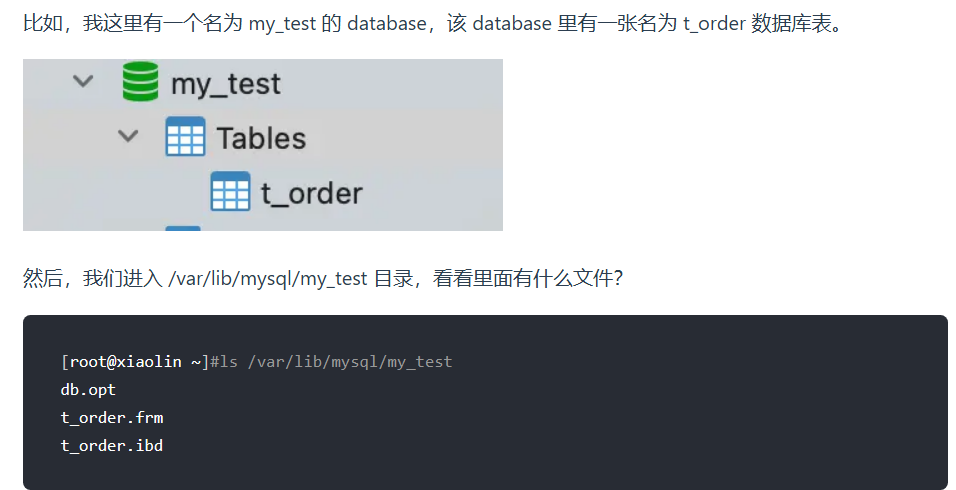 比如，我这里有一个名为 my_test 的 database，该 database 里有一张名为 t_order 数据库表。
my_test
Tables
t_order
然后，我们进入 /var/lib/mysql/my_test 目录，看看里面有什么文件？
[root@xiaolin ~]#ls /var/lib/mysql/my_test
db.opt
t_order.frm
t_order.ibd